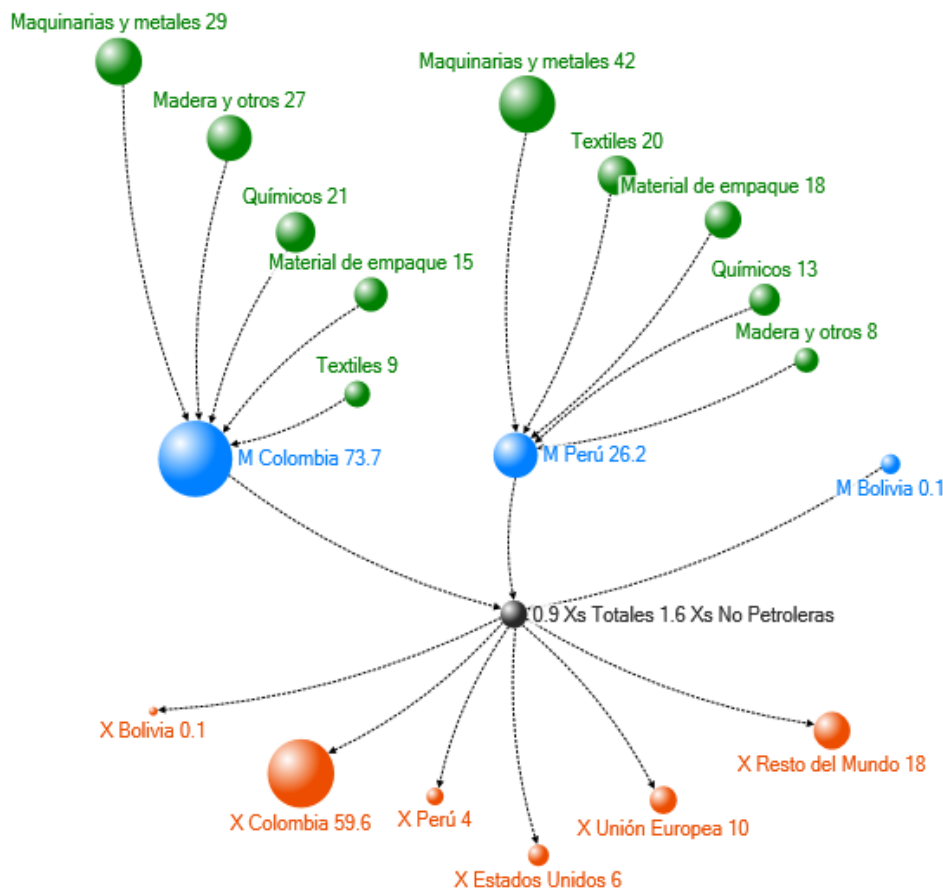 Maquinarias y metales 29
Maquinarias y metales 42
Madera y otros 27
Textiles 20
Material de empaque 18
Químicos 21
Material de empaque 15
Químicos 13
Madera y otros 8
Textiles 9
M Colombia 73.7
M Perú 26.2
M Bolivia 0.1
0.9 Xs Totales 1.6 Xs No Petroleras
X Bolivia 0.1
X Resto del Mundo 18
X Colombia 59.6
X Perú 4
X Unión Europea 10
X Estados Unidos 6